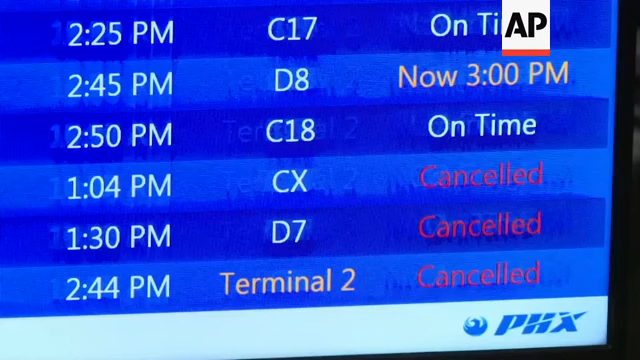 2:25 PM C17 On
AP
2:45 PM D8 Now 3:00 PM
2:50 PM C18 On Time
1:04 PM CX Cancelled
1:30 PM D7 Cancelled
2:44 PM Terminal 2 Cancelled
PHX